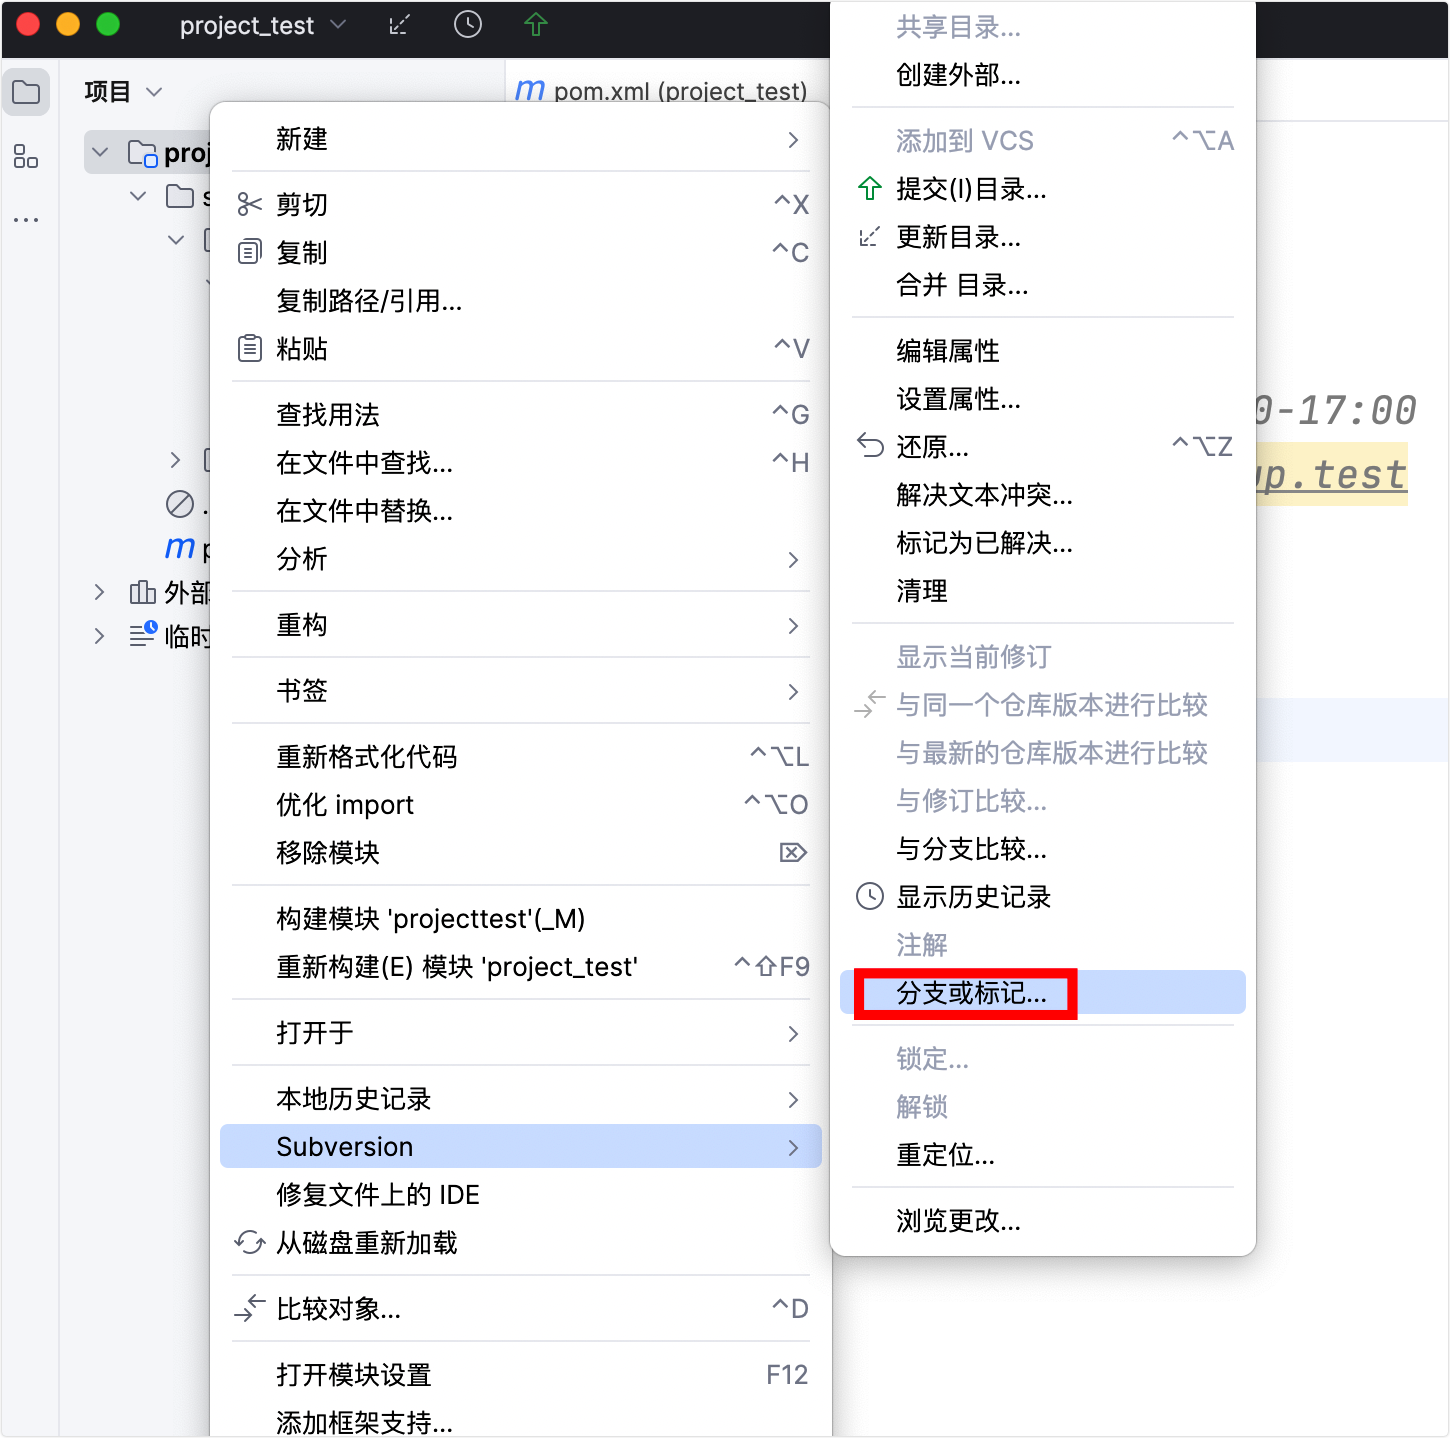 project_test
项目
m pom.xml (project_test)
proj
s
.
m p
外部
临时
新建
剪切 ^X
复制 ^C
复制路径/引用...
粘贴 ^V
查找用法 ^G
在文件中查找... ^H
在文件中替换...
分析
重构
书签
重新格式化代码 ^⌥L
优化 import ^⌥O
移除模块 ⌦
构建模块 'projecttest'(_M)
重新构建(E) 模块 'project_test' ^⇧F9
打开于
本地历史记录
Subversion
修复文件上的 IDE
从磁盘重新加载
比较对象... ^D
打开模块设置 F12
添加框架支持...
共享目录...
创建外部...
添加到 VCS ^⌥A
提交(I)目录...
更新目录...
合并 目录...
编辑属性
设置属性...
还原... ^⌥Z
解决文本冲突...
标记为已解决...
清理
显示当前修订
与同一个仓库版本进行比较
与最新的仓库版本进行比较
与修订比较...
与分支比较...
显示历史记录
注解
分支或标记...
锁定...
解锁
重定位...
浏览更改...
0-17:00
up.test